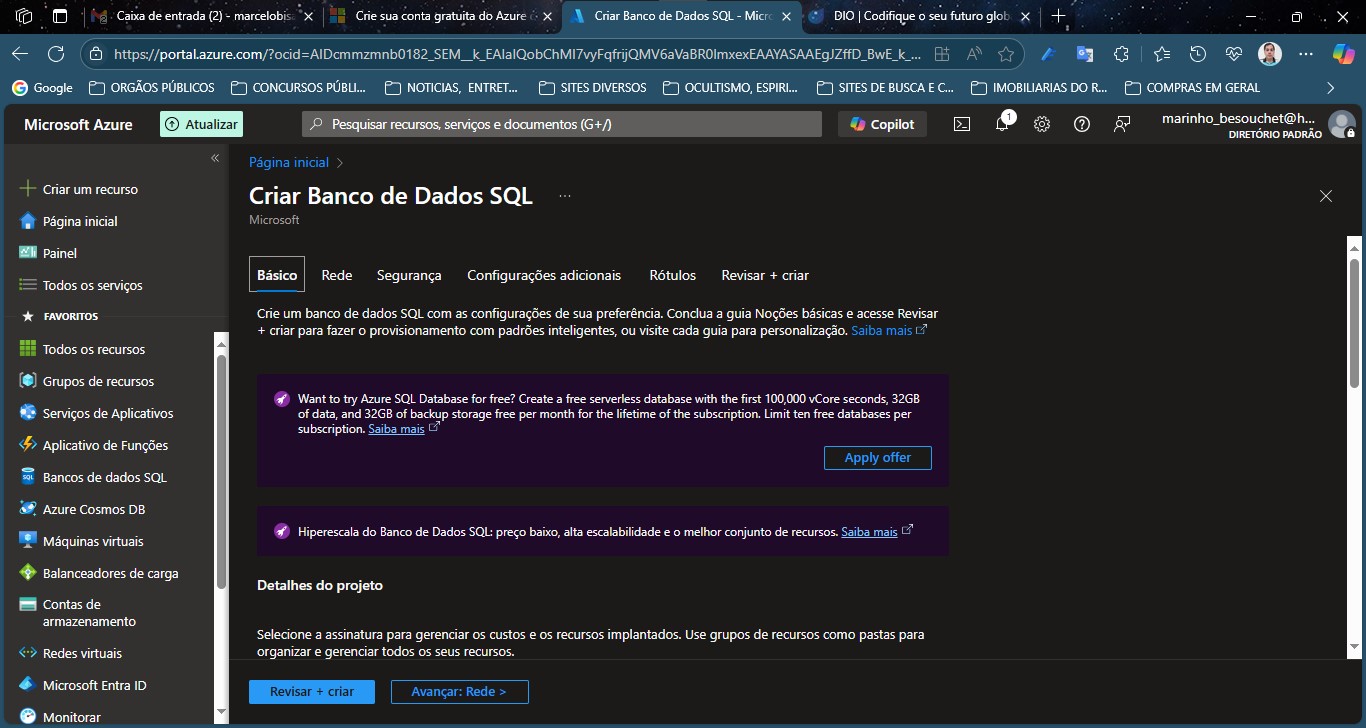 Caixa de entrada (2) - marcelobis
Crie sua conta gratuita do Azure
Criar Banco de Dados SQL - Micro
DIO | Codifique o seu futuro glob
https://portal.azure.com/?ocid=AIDcmmzmnb0182_SEM__k_EAIaIQobChMI7vyFqfrijQMV6aVaBR0ImxexEAAYASAAEgJZffD_BwE_k_...
Google
ORGÃOS PÚBLICOS
CONCURSOS PÚBLI...
NOTICIAS, ENTRET...
SITES DIVERSOS
OCULTISMO, ESPIRI...
SITES DE BUSCA E C...
IMOBILIARIAS DO R...
COMPRAS EM GERAL
Microsoft Azure
Atualizar
Pesquisar recursos, serviços e documentos (G+/)
Copilot
1
marinho_besouchet@h...
DIRETÓRIO PADRÃO
Criar um recurso
Página inicial
Painel
Todos os serviços
FAVORITOS
Todos os recursos
Grupos de recursos
Serviços de Aplicativos
Aplicativo de Funções
Bancos de dados SQL
Azure Cosmos DB
Máquinas virtuais
Balanceadores de carga
Contas de
armazenamento
Redes virtuais
Microsoft Entra ID
Monitorar
Página inicial >
Criar Banco de Dados SQL ...
Microsoft
Básico
Rede
Segurança
Configurações adicionais
Rótulos
Revisar + criar
Crie um banco de dados SQL com as configurações de sua preferência. Conclua a guia Noções básicas e acesse Revisar
+ criar para fazer o provisionamento com padrões inteligentes, ou visite cada guia para personalização. Saiba mais
Want to try Azure SQL Database for free? Create a free serverless database with the first 100,000 vCore seconds, 32GB
of data, and 32GB of backup storage free per month for the lifetime of the subscription. Limit ten free databases per
subscription. Saiba mais
Apply offer
Hiperescala do Banco de Dados SQL: preço baixo, alta escalabilidade e o melhor conjunto de recursos. Saiba mais
Detalhes do projeto
Selecione a assinatura para gerenciar os custos e os recursos implantados. Use grupos de recursos como pastas para
organizar e gerenciar todos os seus recursos.
Revisar + criar
Avançar: Rede >